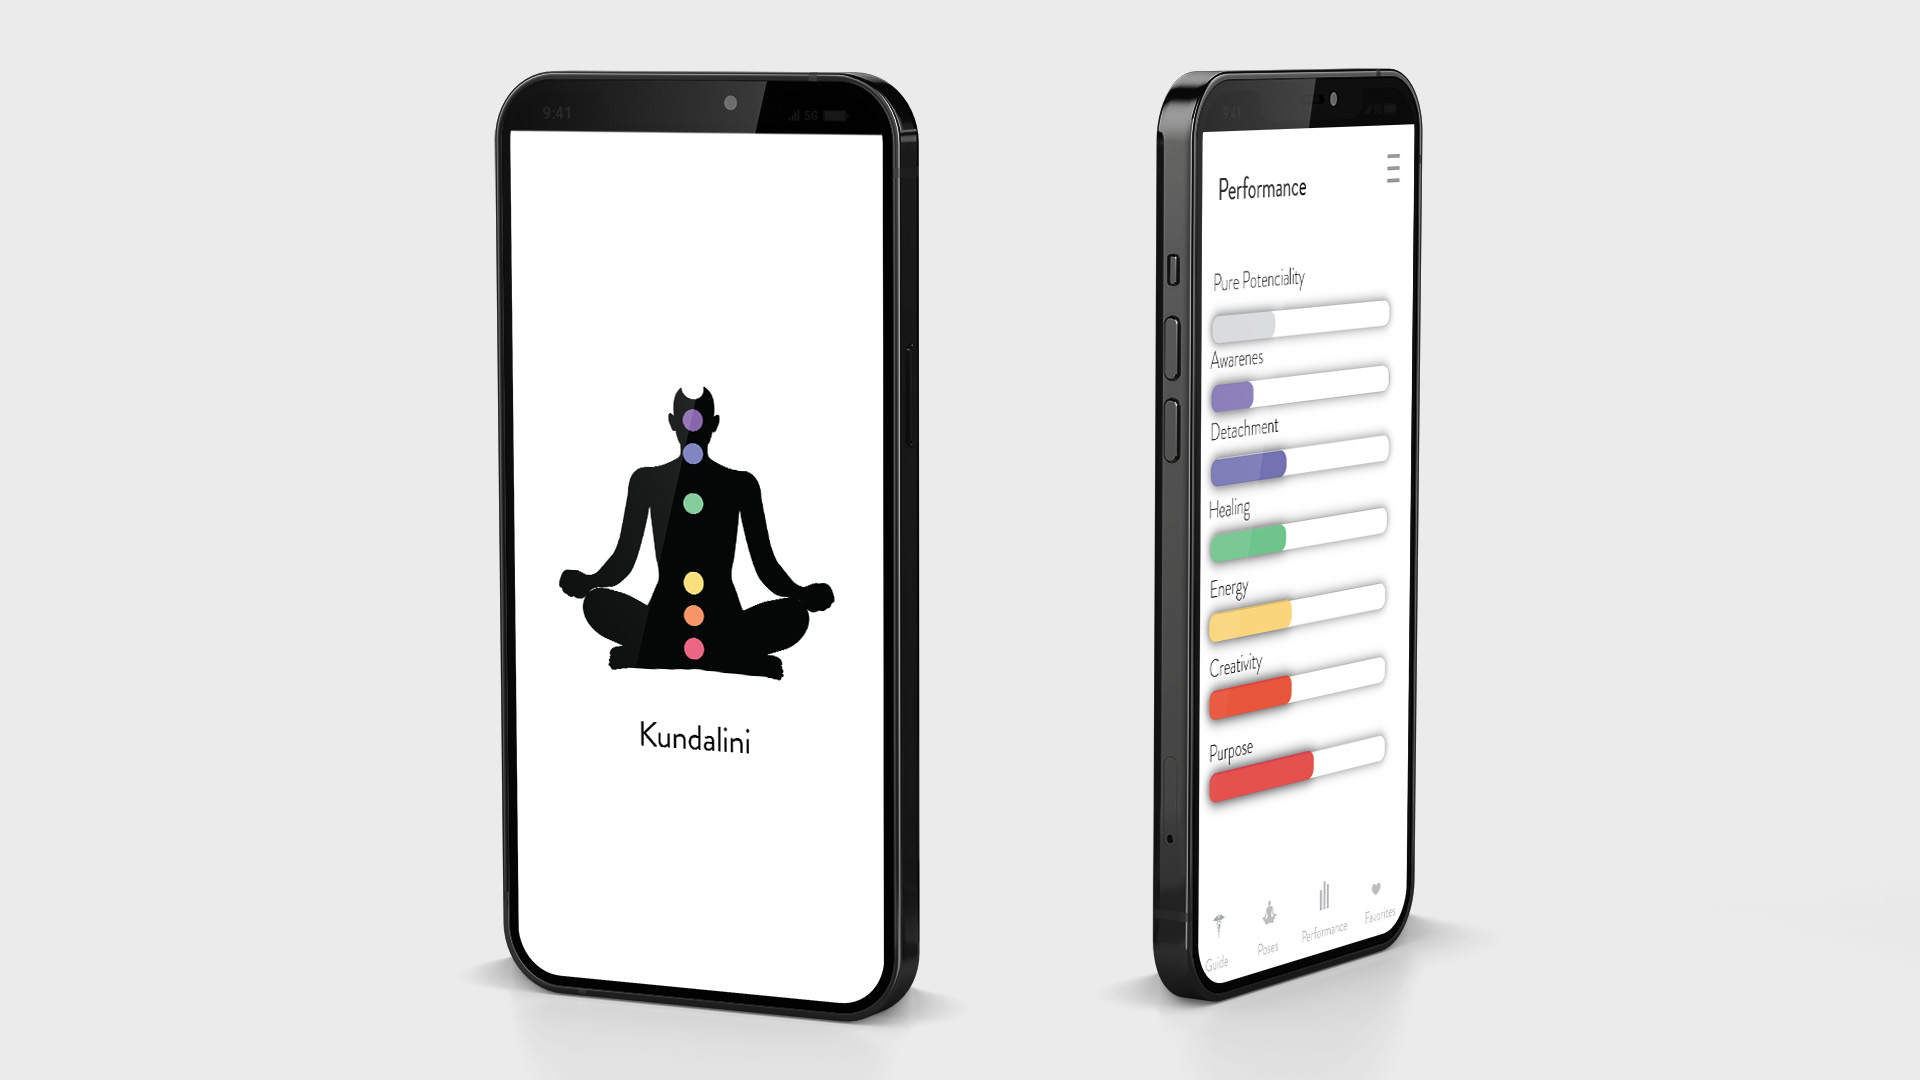 9:41
5G
Kundalini
9:41
5G
Performance
Pure Potenciality
Awarenes
Detachment
Healing
Energy
Creativity
Purpose
Guide
Poses
Performance
Favorites